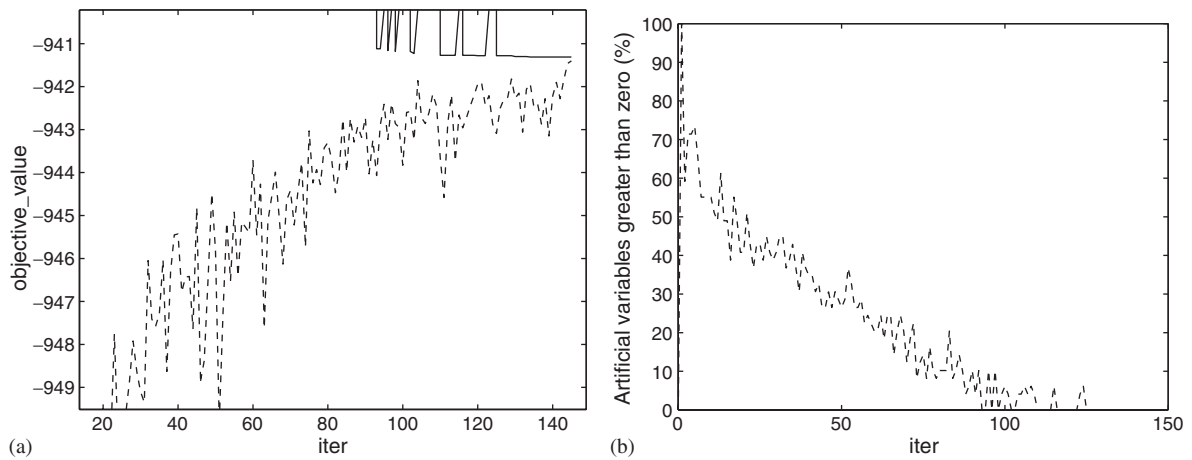 −941
−942
−943
−944
−945
−946
−947
−948
−949
objective_value
20 40 60 80 100 120 140
iter
(a)
100
90
80
70
60
50
40
30
20
10
0
Artificial variables greater than zero (%)
0 50 100 150
iter
(b)